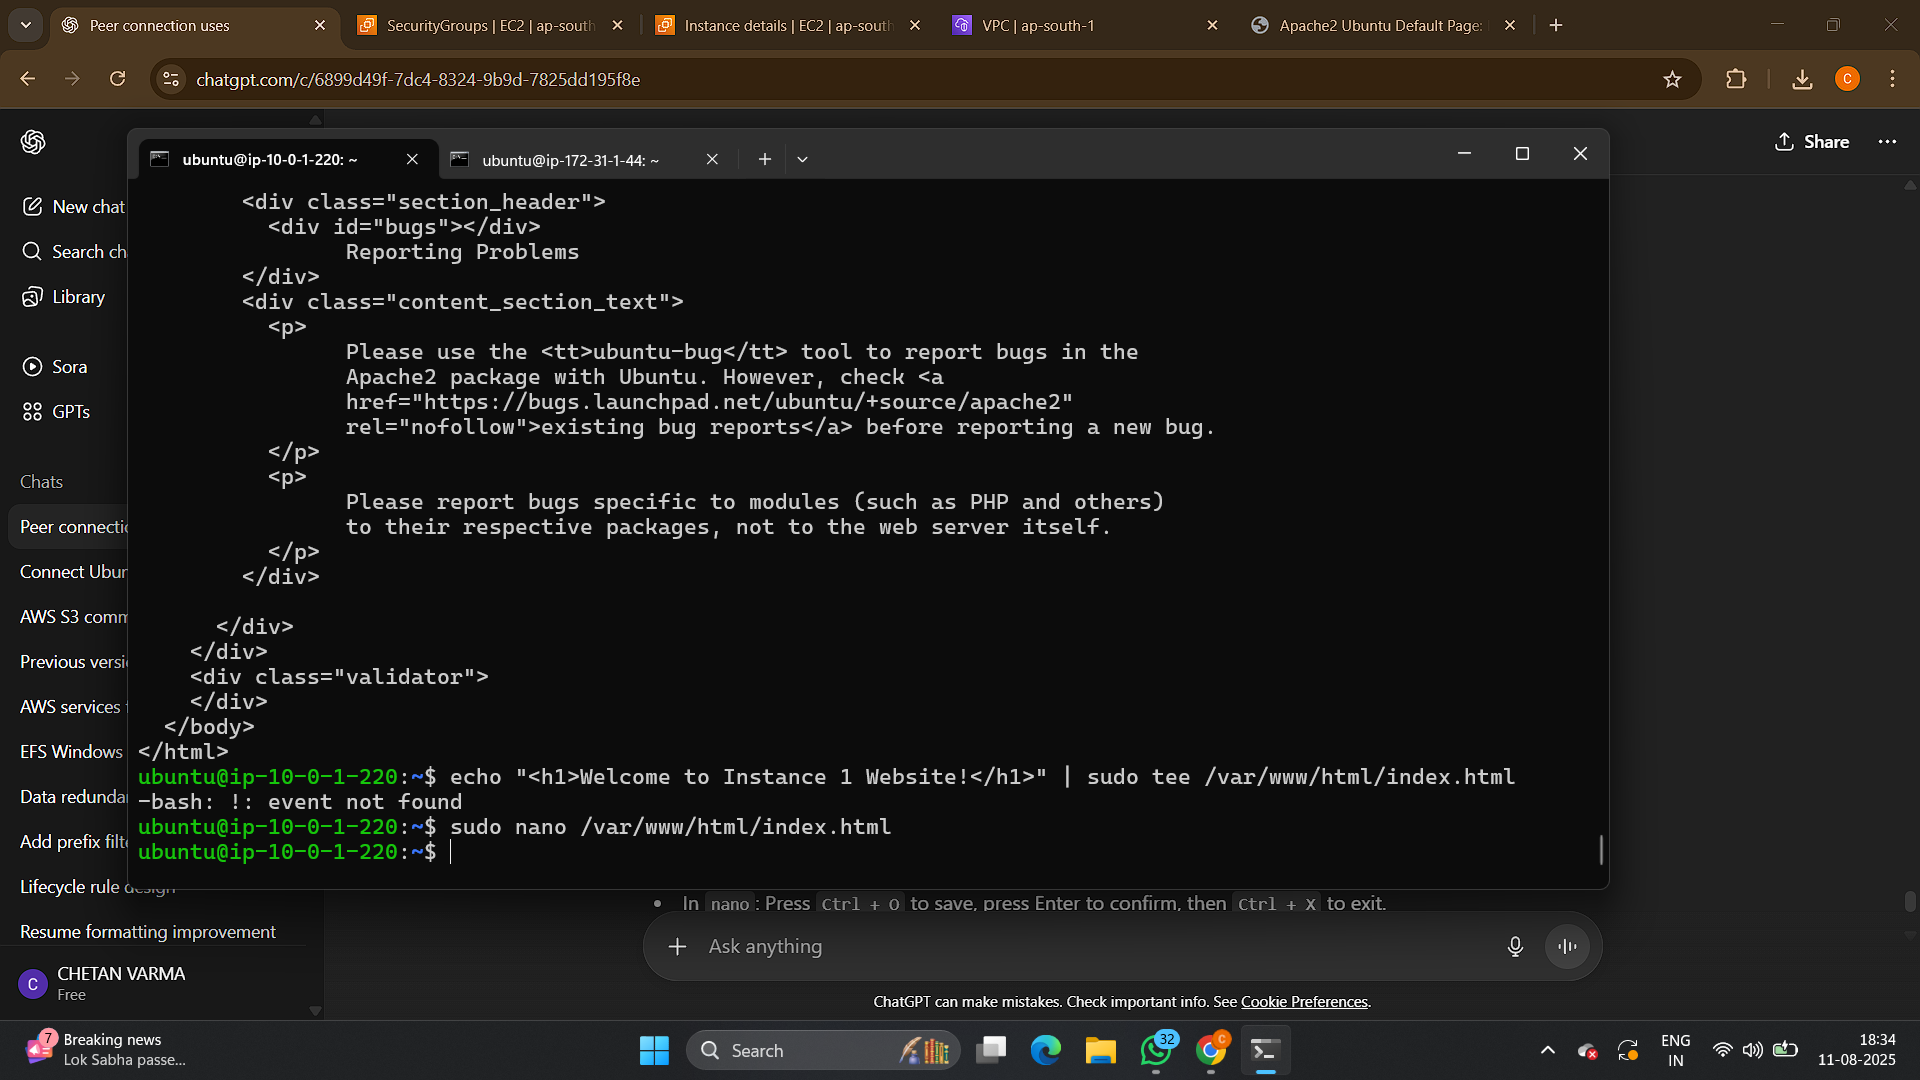 Peer connection uses
SecurityGroups | EC2 | ap-south
Instance details | EC2 | ap-south
VPC | ap-south-1
Apache2 Ubuntu Default Page:
chatgpt.com/c/6899d49f-7dc4-8324-9b9d-7825dd195f8e
C
Share
New chat
Search ch
Library
Sora
GPTs
Chats
Peer connectio
Connect Ubun
AWS S3 comm
Previous versi
AWS services
EFS Windows
Data redundan
Add prefix filt
Lifecycle rule design
Resume formatting improvement
C
CHETAN VARMA
Free
ubuntu@ip-10-0-1-220: ~
ubuntu@ip-172-31-1-44: ~
<div class="section_header">
<div id="bugs"></div>
Reporting Problems
</div>
<div class="content_section_text">
<p>
Please use the <tt>ubuntu-bug</tt> tool to report bugs in the
Apache2 package with Ubuntu. However, check <a
href="https://bugs.launchpad.net/ubuntu/+source/apache2"
rel="nofollow">existing bug reports</a> before reporting a new bug.
</p>
<p>
Please report bugs specific to modules (such as PHP and others)
to their respective packages, not to the web server itself.
</p>
</div>
</div>
</div>
<div class="validator">
</div>
</body>
</html>
ubuntu@ip-10-0-1-220:~$ echo "<h1>Welcome to Instance 1 Website!</h1>" | sudo tee /var/www/html/index.html
-bash: !: event not found
ubuntu@ip-10-0-1-220:~$ sudo nano /var/www/html/index.html
ubuntu@ip-10-0-1-220:~$
In nano: Press Ctrl + O to save, press Enter to confirm, then Ctrl + X to exit.
Ask anything
ChatGPT can make mistakes. Check important info. See Cookie Preferences.
7
Breaking news
Lok Sabha passe...
Search
32
C
ENG
IN
18:34
11-08-2025